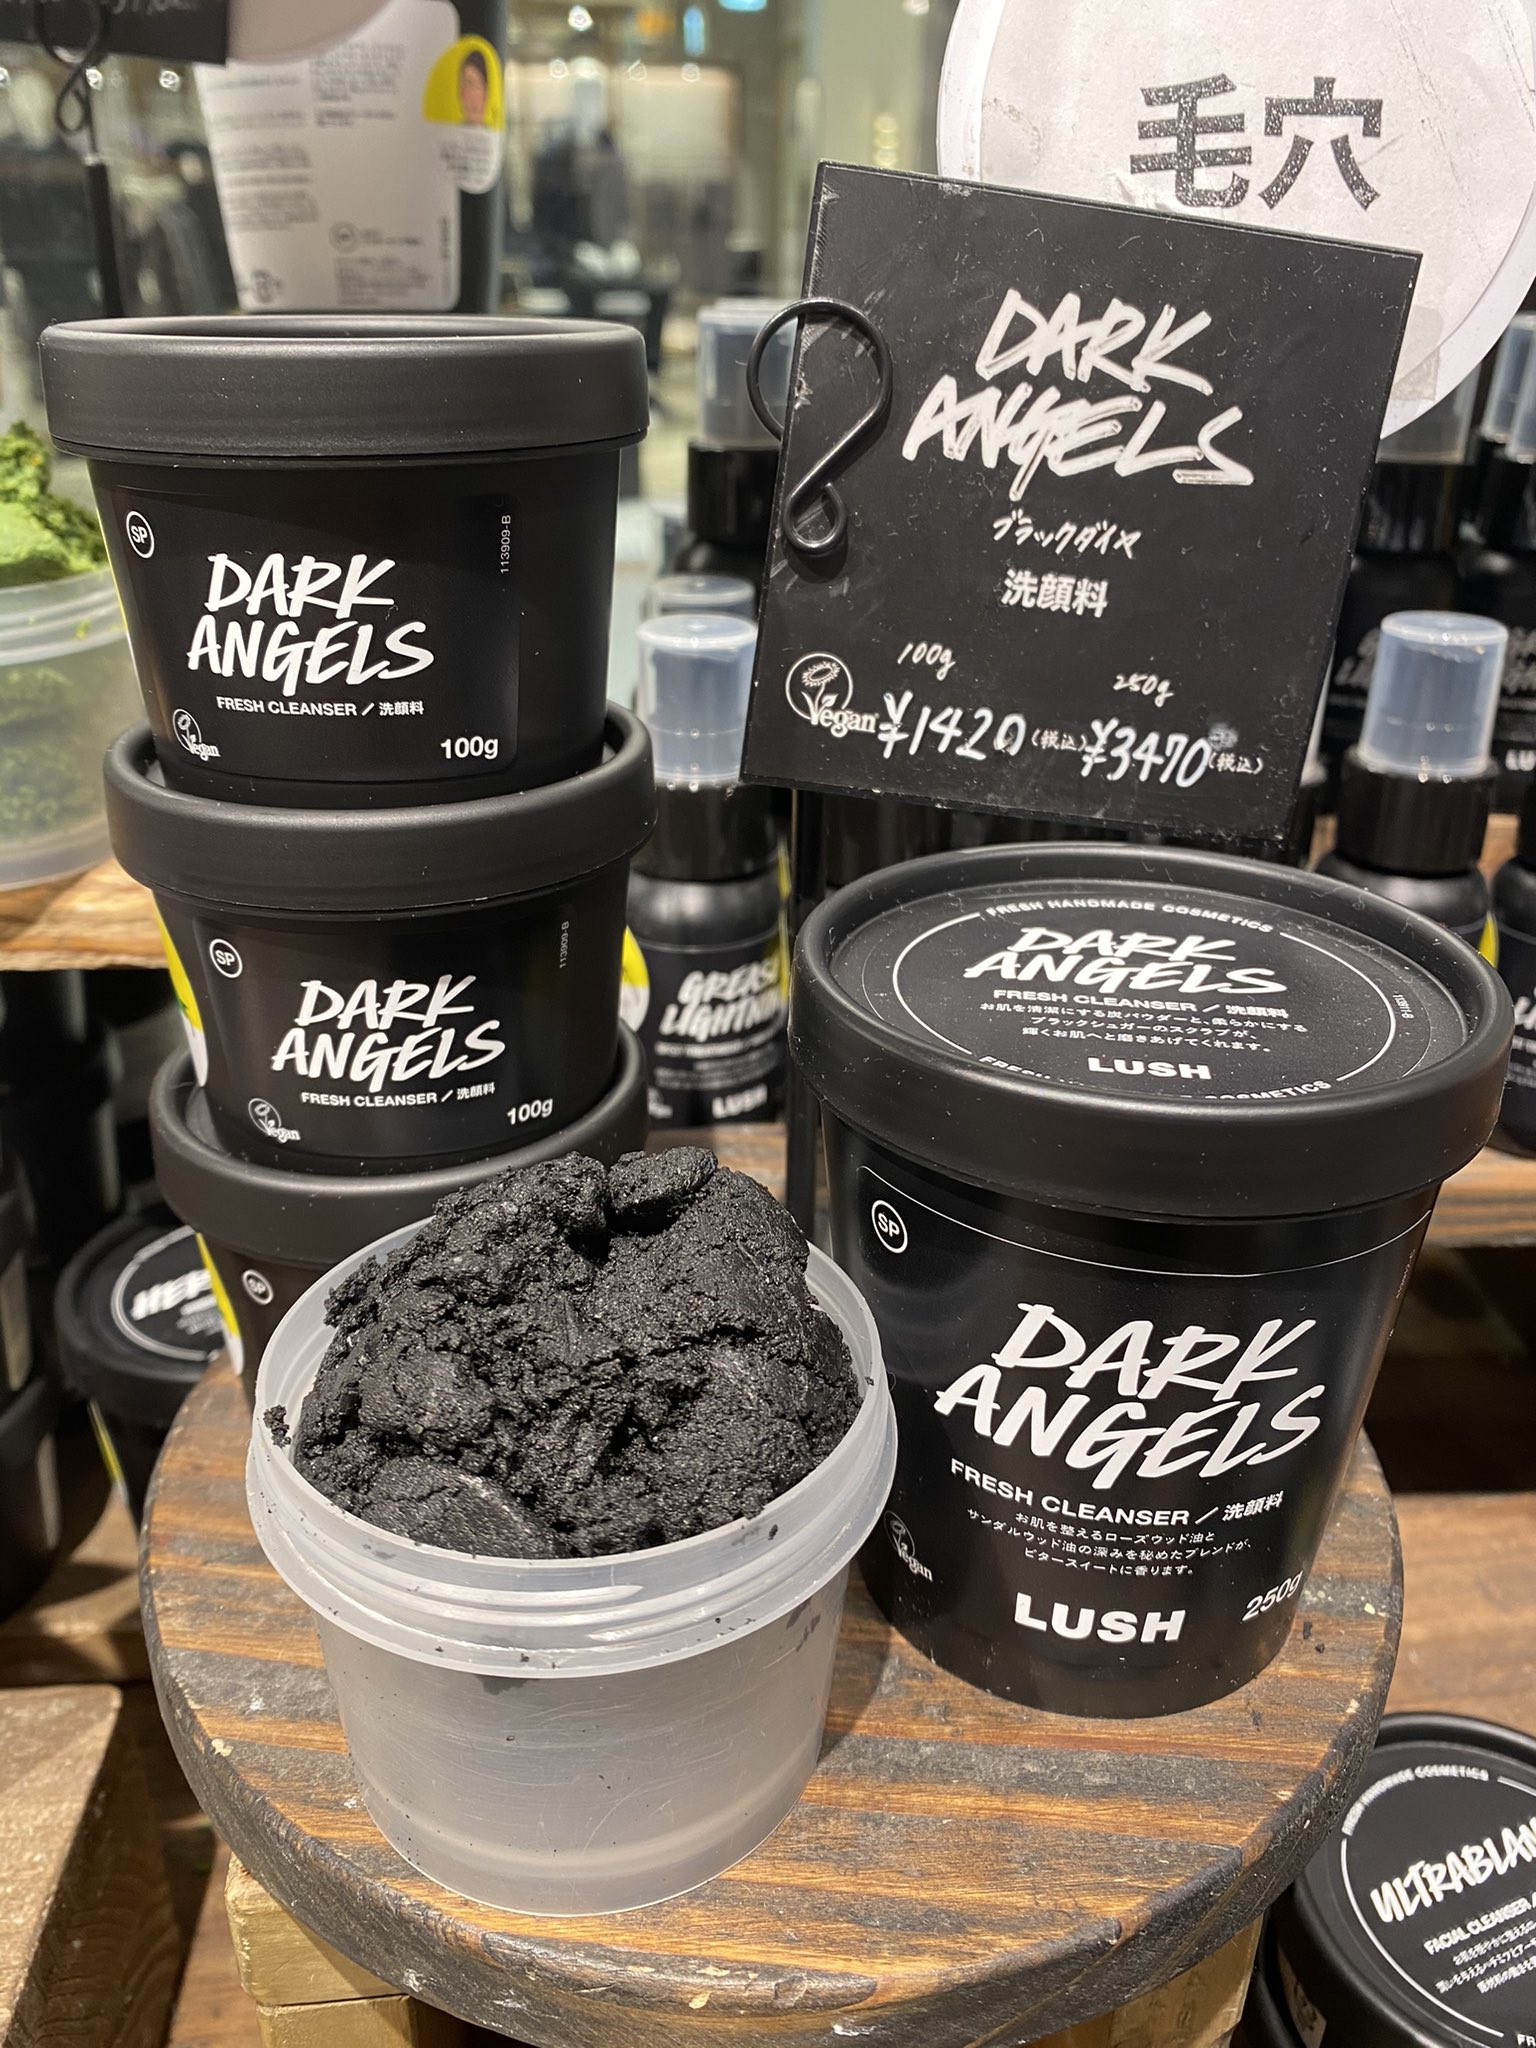 毛穴
DARK
ANGELS
ブラックダイヤ
洗顔料
100g
250g
Vegan
¥1420(税込)
¥3470(税込)
SP
113909-B
DARK
ANGELS
FRESH CLEANSER / 洗顔料
Vegan
100g
SP
113909-B
DARK
ANGELS
FRESH CLEANSER / 洗顔料
Vegan
100g
SP
GREASE
LIGHTNIN
LUSH
FRESH HANDMADE COSMETICS
DARK
ANGELS
FRESH CLEANSER / 洗顔料
お肌を清潔にする炭パウダーと、柔らかにする
ブラックシュガーのスクラブが、
輝くお肌へと磨きあげてくれます。
LUSH
COSMETICS
SP
DARK
ANGELS
FRESH CLEANSER / 洗顔料
お肌を整えるローズウッド油と
サンダルウッド油の深みを秘めたブレンドが、
ビタースイートに香ります。
Vegan
LUSH
250g
HER
FRESH HANDMADE COSMETICS
ULTRABLAN
FACIAL CLEANSER
FR